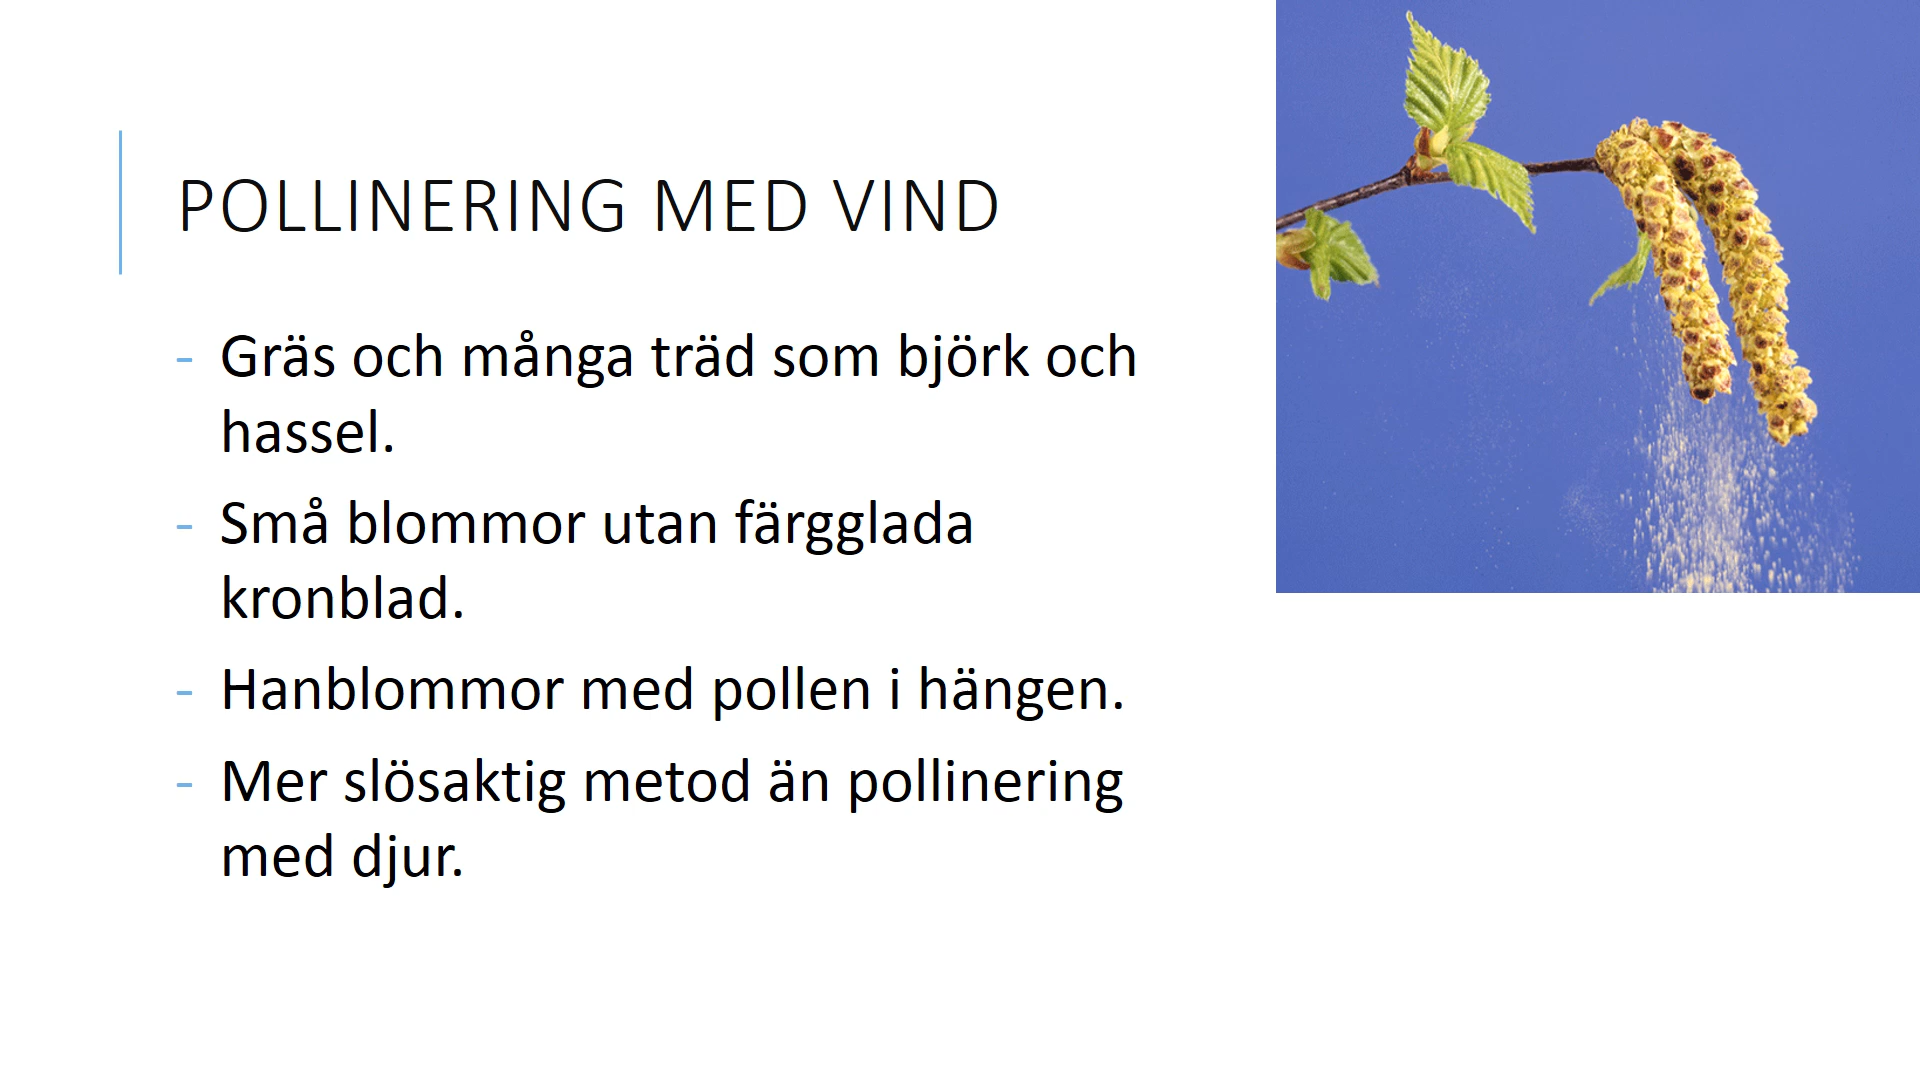 POLLINERING MED VIND
- Gräs och många träd som björk och
hassel.
- Små blommor utan färgglada
kronblad.
- Hanblommor med pollen i hängen.
- Mer slösaktig metod än pollinering
med djur.